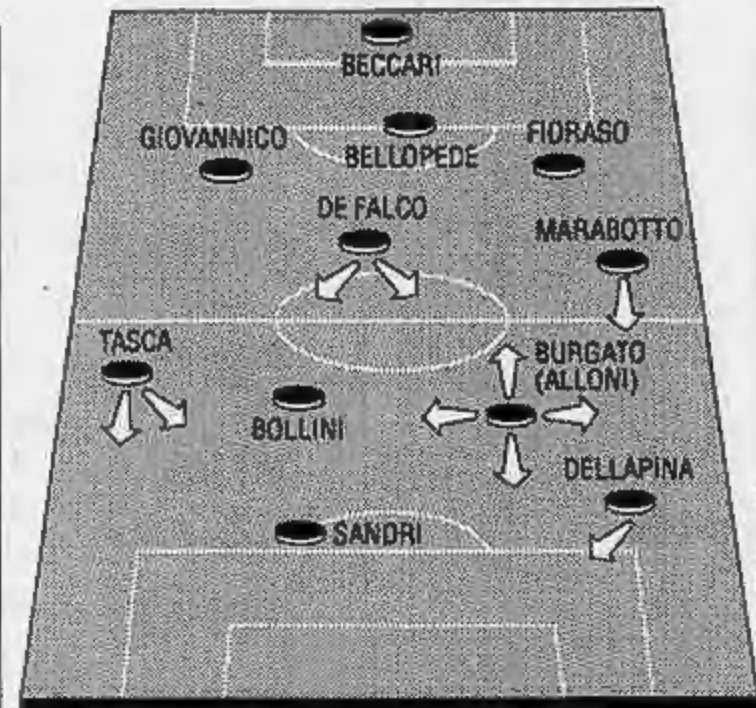 BECCARI
GIOVANNICO
BELLOPEDE
FIORASO
DE FALCO
MARABOTTO
TASCA
BURGATO
(ALLONI)
BOLLINI
DELLAPINA
SANDRI